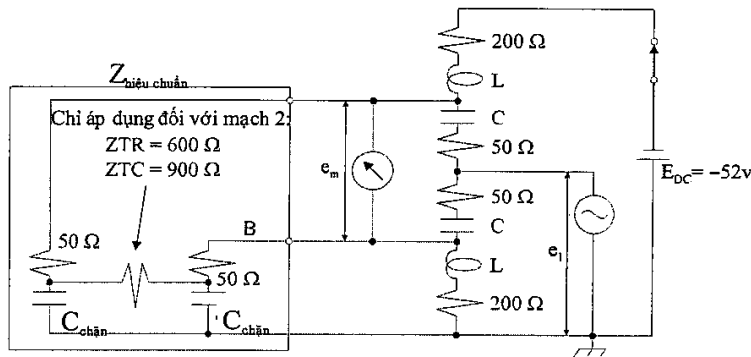 200 Ω
L
C
50 Ω
50 Ω
C
L
200 Ω
E_DC = −52v
e_m
e_l
Z_hiệu chuẩn
Chỉ áp dụng đối với mạch 2:
ZTR = 600 Ω
ZTC = 900 Ω
B
50 Ω
50 Ω
C_chặn
C_chặn